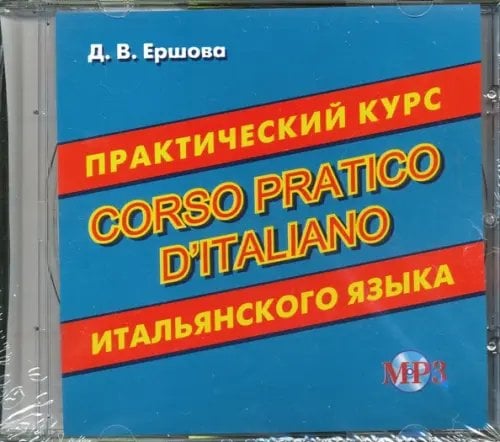 Д. В. Ершова
ПРАКТИЧЕСКИЙ КУРС
CORSO PRATICO
D'ITALIANO
ИТАЛЬЯНСКОГО ЯЗЫКА
MP3